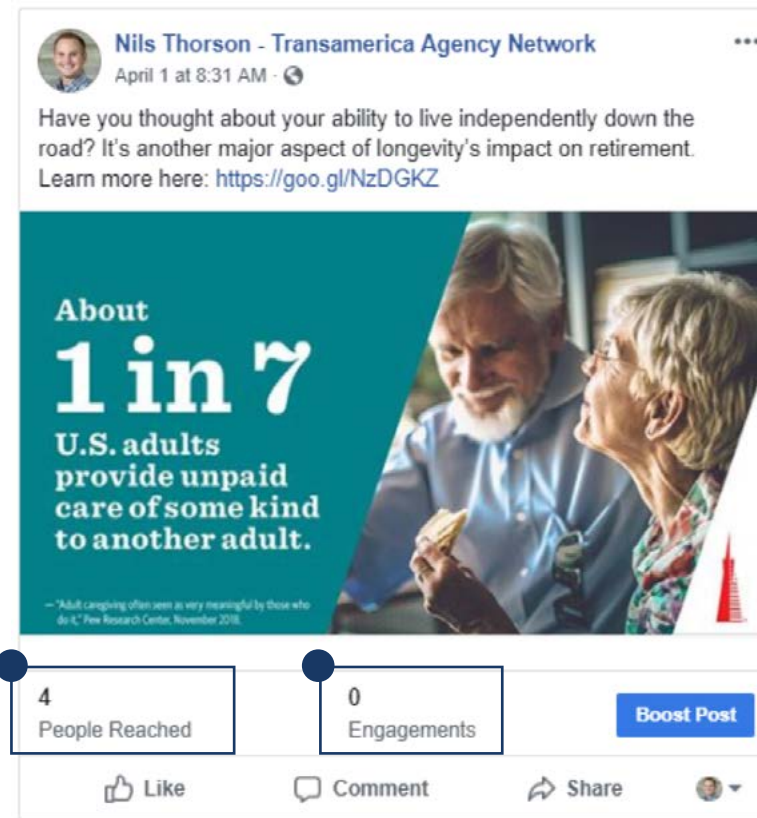 Nils Thorson - Transamerica Agency Network
April 1 at 8:31 AM ·
Have you thought about your ability to live independently down the
road? It's another major aspect of longevity's impact on retirement.
Learn more here: https://goo.gl/NzDGKZ
About
1 in 7
U.S. adults
provide unpaid
care of some kind
to another adult.
— "Adult caregiving often seen as very meaningful by those who
do it," Pew Research Center, November 2018.
4
People Reached
0
Engagements
Boost Post
Like
Comment
Share